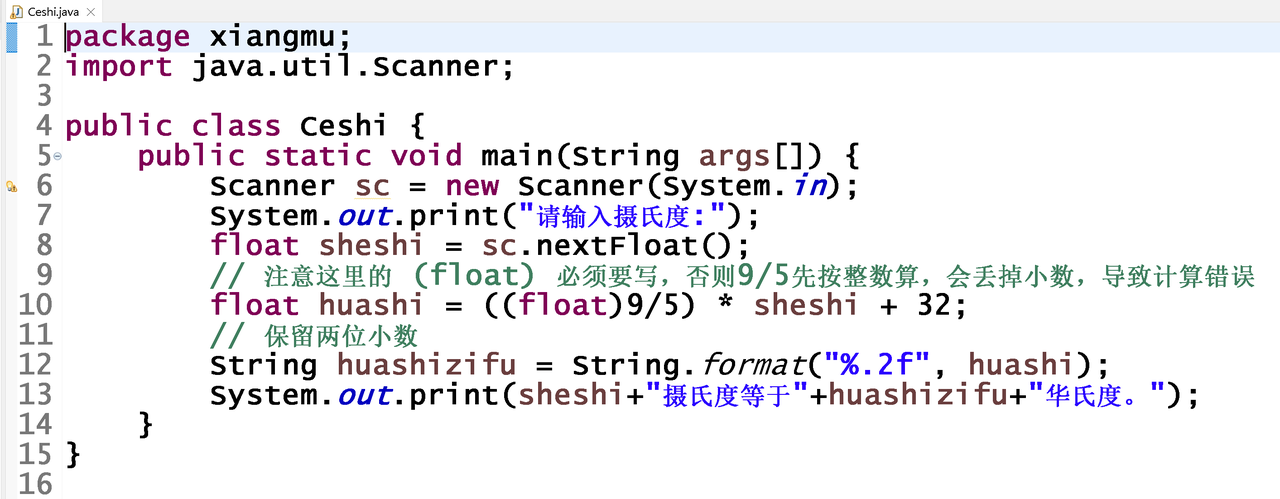 Ceshi.java
1 package xiangmu;
2 import java.util.Scanner;
3
4 public class Ceshi {
5 public static void main(String args[]) {
6 Scanner sc = new Scanner(System.in);
7 System.out.print("请输入摄氏度:");
8 float sheshi = sc.nextFloat();
9 // 注意这里的 (float) 必须要写，否则9/5先按整数算，会丢掉小数，导致计算错误
10 float huashi = ((float)9/5) * sheshi + 32;
11 // 保留两位小数
12 String huashizifu = String.format("%.2f", huashi);
13 System.out.print(sheshi+"摄氏度等于"+huashizifu+"华氏度。");
14 }
15 }
16